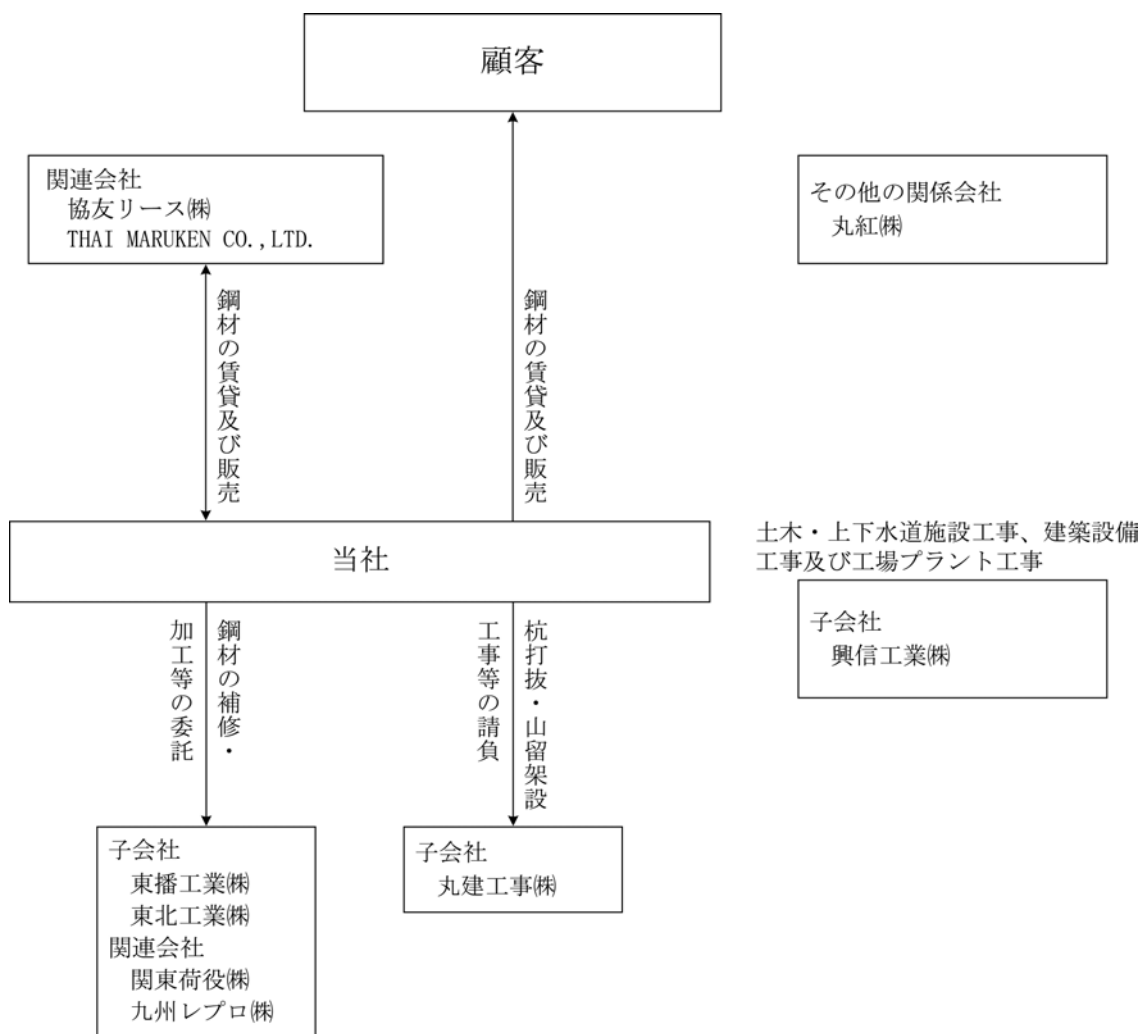 顧客
関連会社
協友リース㈱
THAI MARUKEN CO.,LTD.
その他の関係会社
丸紅㈱
鋼材の賃貸及び販売
鋼材の賃貸及び販売
当社
土木・上下水道施設工事、建築設備
工事及び工場プラント工事
子会社
興信工業㈱
鋼材の補修・
加工等の委託
杭打抜・山留架設
工事等の請負
子会社
東播工業㈱
東北工業㈱
関連会社
関東荷役㈱
九州レプロ㈱
子会社
丸建工事㈱